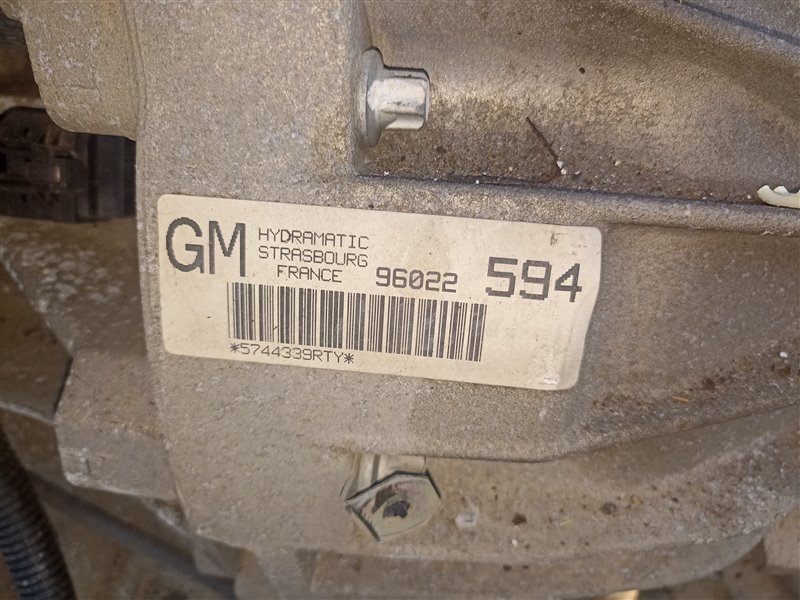 GM
HYDRAMATIC
STRASBOURG
FRANCE 96022 594
*5744339RTY*